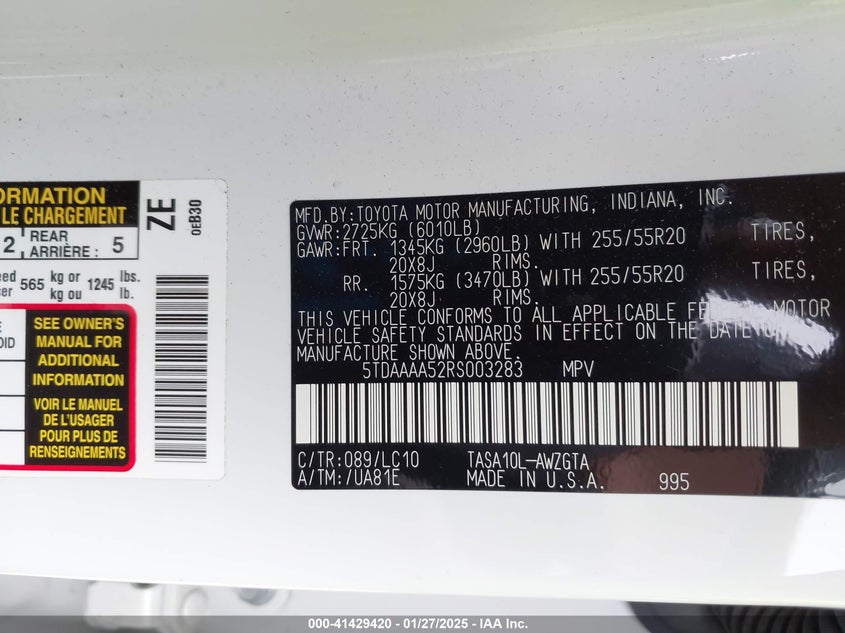 ORMATION
LE CHARGEMENT
2 REAR ARRIÈRE : 5
565 kg or kg ou 1245 lbs. lb.
SEE OWNER'S
MANUAL FOR
ADDITIONAL
INFORMATION
VOIR LE MANUEL
DE L'USAGER
POUR PLUS DE
RENSEIGNEMENTS
ZE
0EB30
MFD.BY:TOYOTA MOTOR MANUFACTURING, INDIANA, INC.
GVWR:2725KG (6010LB)
GAWR:FRT. 1345KG (2960LB) WITH 255/55R20 TIRES,
20X8J RIMS.
RR. 1575KG (3470LB) WITH 255/55R20 TIRES,
20X8J RIMS.
THIS VEHICLE CONFORMS TO ALL APPLICABLE FEDERAL MOTOR
VEHICLE SAFETY STANDARDS IN EFFECT ON THE DATE OF
MANUFACTURE SHOWN ABOVE.
5TDAAAA52RS003283 MPV
C/TR:089/LC10 TASA10L-AWZGTA
A/TM:/UA81E MADE IN U.S.A. 995
000-41429420 - 01/27/2025 - IAA Inc.